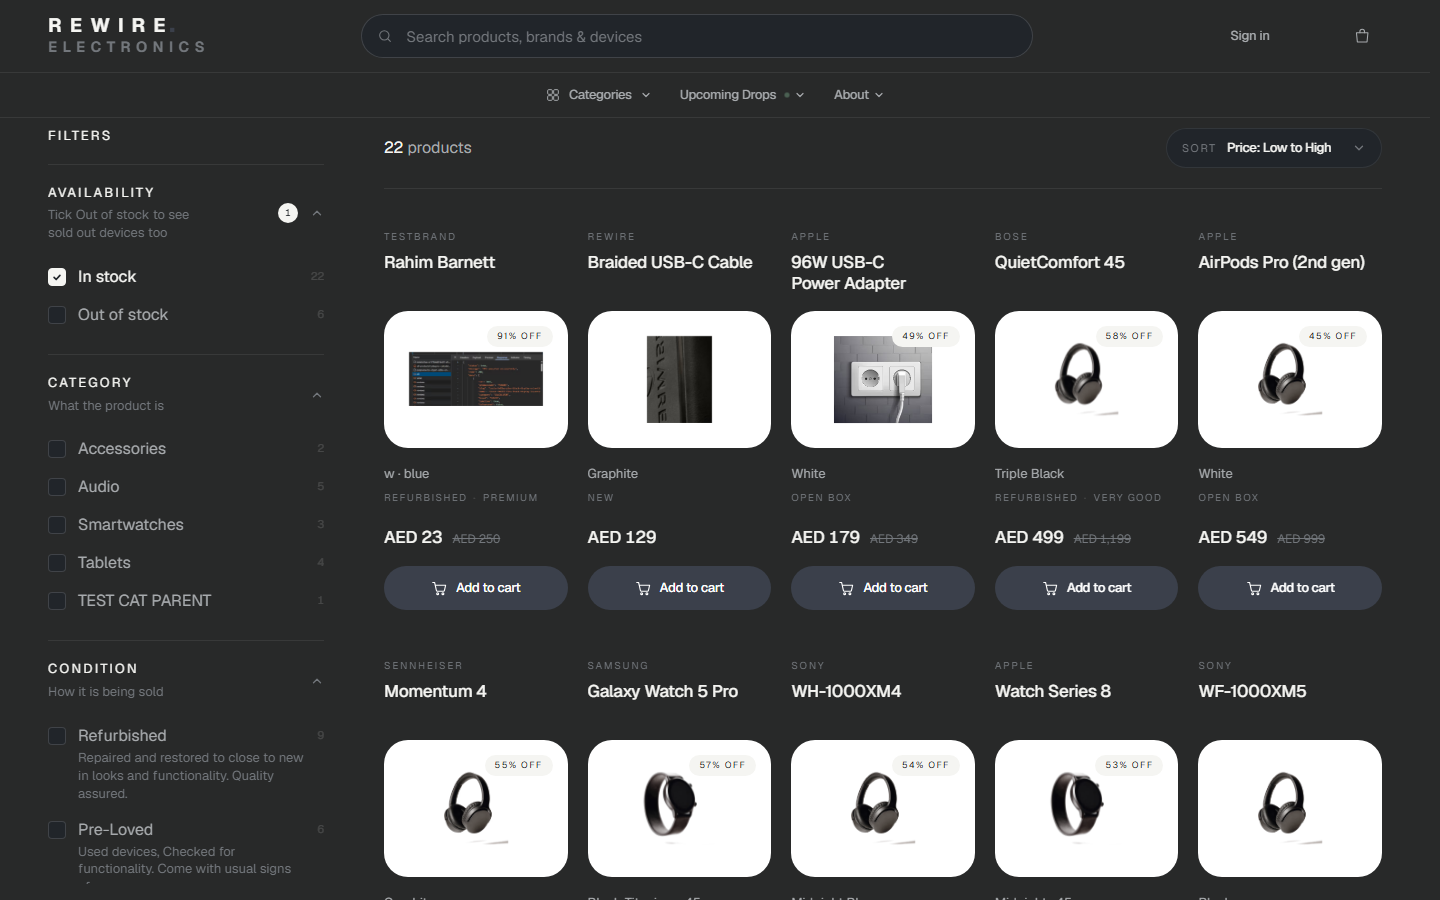 REWIRE.
ELECTRONICS
Search products, brands & devices
Sign in
Categories
Upcoming Drops
About
FILTERS
AVAILABILITY
Tick Out of stock to see
sold out devices too
1
In stock 22
Out of stock 6
CATEGORY
What the product is
Accessories 2
Audio 5
Smartwatches 3
Tablets 4
TEST CAT PARENT 1
CONDITION
How it is being sold
Refurbished 9
Repaired and restored to close to new
in looks and functionality. Quality
assured.
Pre-Loved 6
Used devices, Checked for
functionality. Come with usual signs
22 products
SORT Price: Low to High
TESTBRAND
Rahim Barnett
91% OFF
w · blue
REFURBISHED · PREMIUM
AED 23 AED 250
Add to cart
REWIRE
Braided USB-C Cable
Graphite
NEW
AED 129
Add to cart
APPLE
96W USB-C
Power Adapter
49% OFF
White
OPEN BOX
AED 179 AED 349
Add to cart
BOSE
QuietComfort 45
58% OFF
Triple Black
REFURBISHED · VERY GOOD
AED 499 AED 1,199
Add to cart
APPLE
AirPods Pro (2nd gen)
45% OFF
White
OPEN BOX
AED 549 AED 999
Add to cart
SENNHEISER
Momentum 4
55% OFF
SAMSUNG
Galaxy Watch 5 Pro
57% OFF
SONY
WH-1000XM4
54% OFF
APPLE
Watch Series 8
53% OFF
SONY
WF-1000XM5